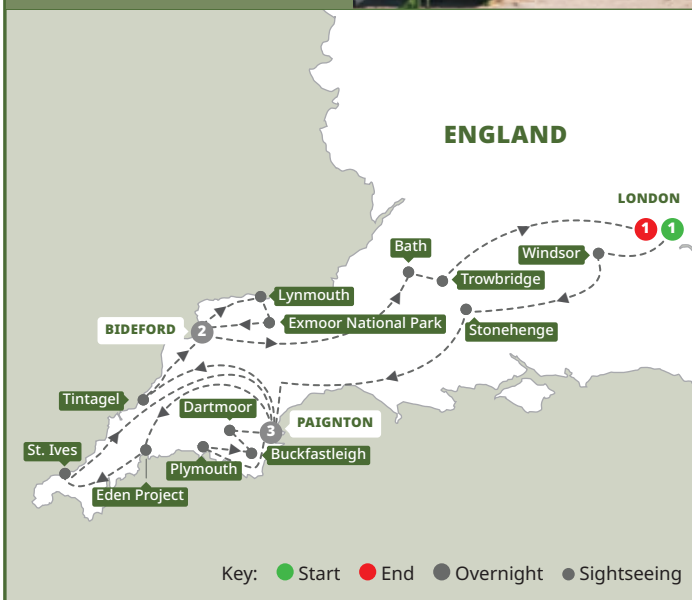 ENGLAND
LONDON
1 1
Bath
Windsor
Trowbridge
Lynmouth
Exmoor National Park
BIDEFORD
2
Stonehenge
Tintagel
Dartmoor
PAIGNTON
3
St. Ives
Plymouth
Buckfastleigh
Eden Project
Key: Start End Overnight Sightseeing